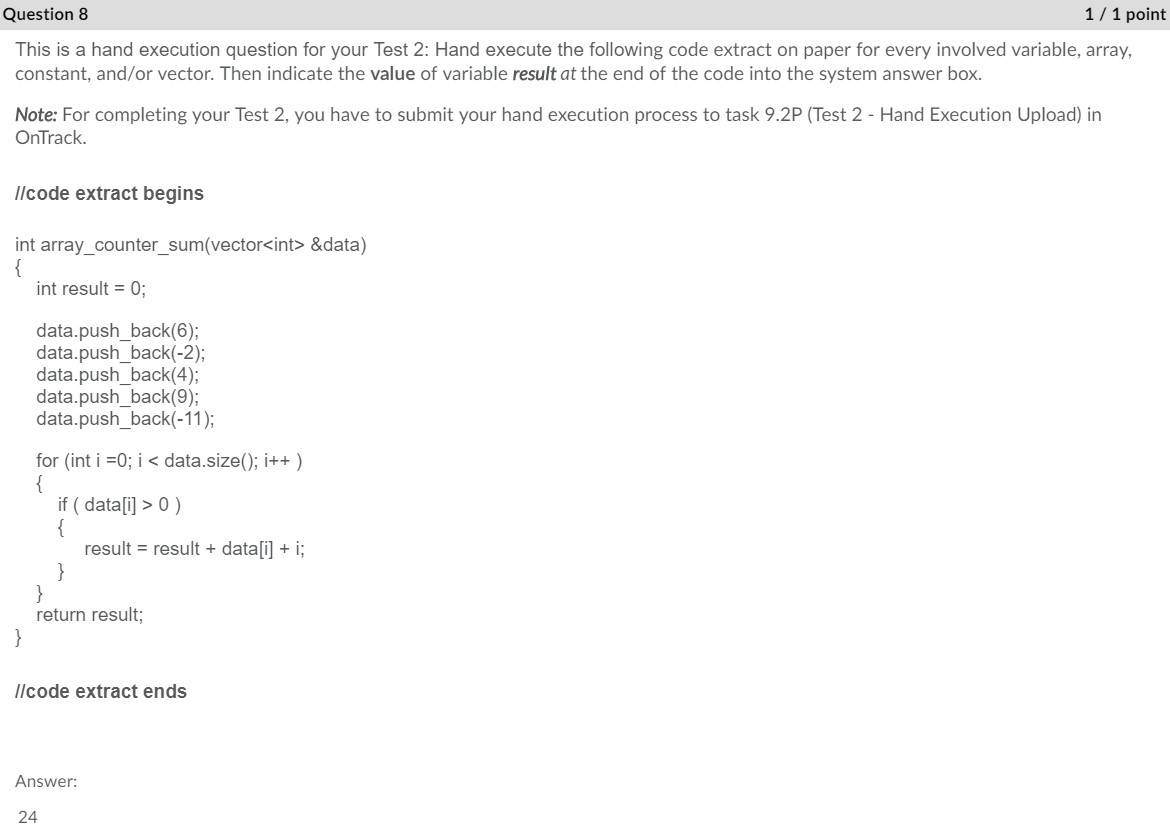 Question 8
1 / 1 point
This is a hand execution question for your Test 2: Hand execute the following code extract on paper for every involved variable, array,
constant, and/or vector. Then indicate the value of variable result at the end of the code into the system answer box.
Note: For completing your Test 2, you have to submit your hand execution process to task 9.2P (Test 2 - Hand Execution Upload) in
OnTrack.
//code extract begins
int array_counter_sum(vector<int> &data)
{
int result = 0;
data.push_back(6);
data.push_back(-2);
data.push_back(4);
data.push_back(9);
data.push_back(-11);
for (int i =0; i < data.size(); i++ )
{
if ( data[i] > 0 )
{
result = result + data[i] + i;
}
}
return result;
}
//code extract ends
Answer:
24